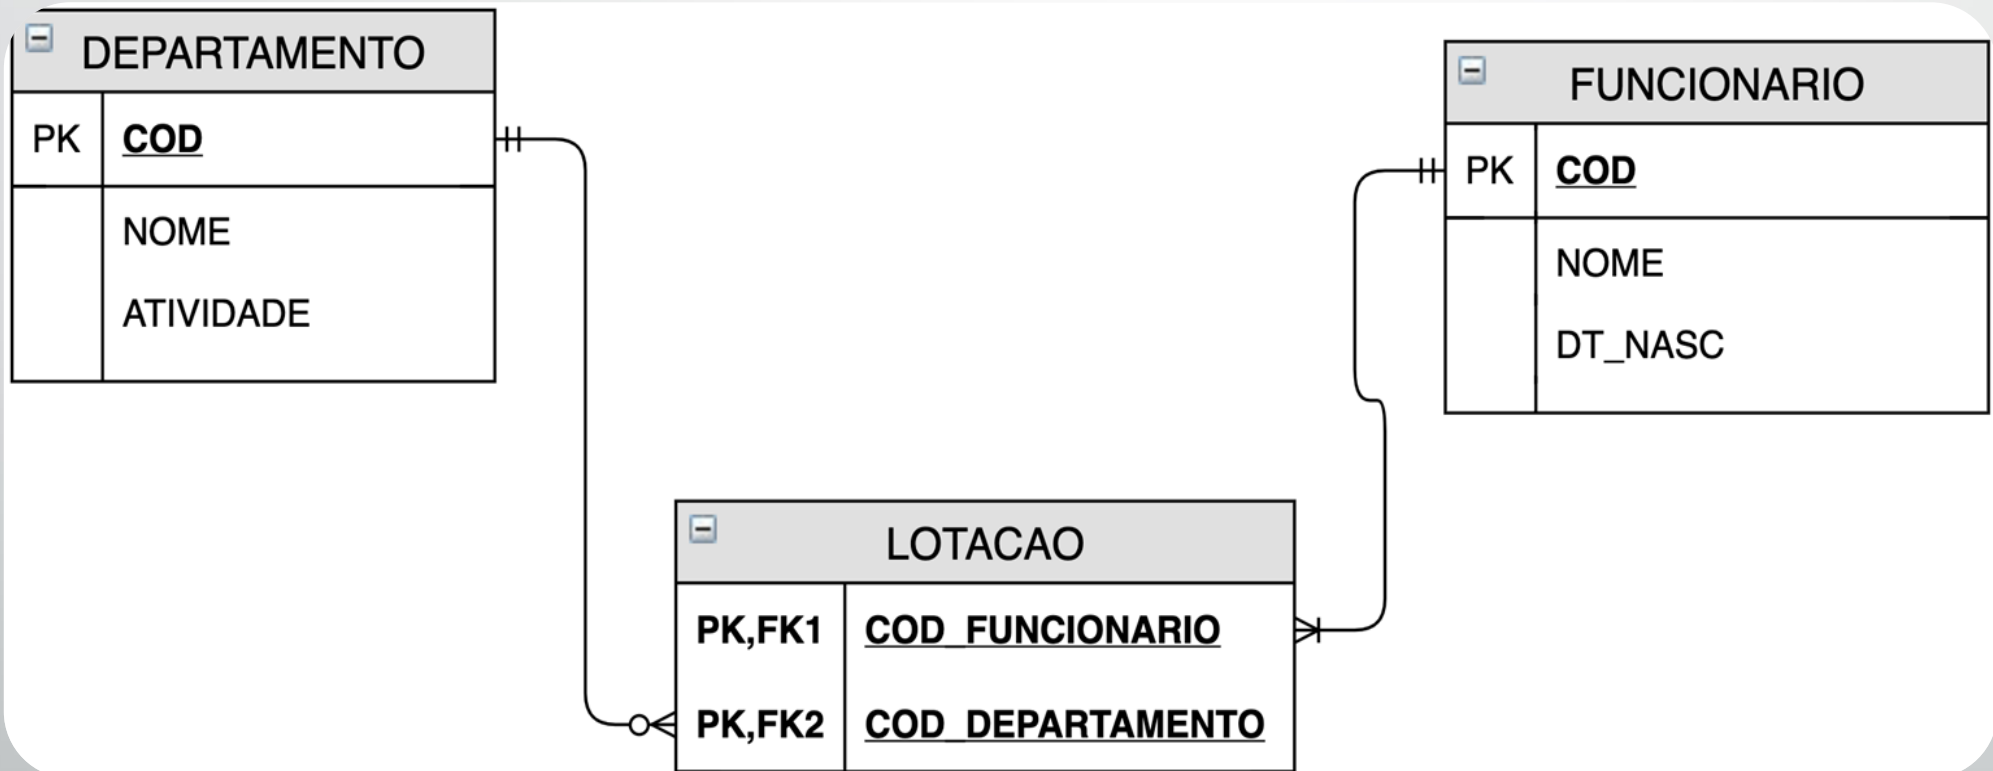 DEPARTAMENTO
PK COD
NOME
ATIVIDADE
FUNCIONARIO
PK COD
NOME
DT_NASC
LOTACAO
PK,FK1 COD_FUNCIONARIO
PK,FK2 COD_DEPARTAMENTO